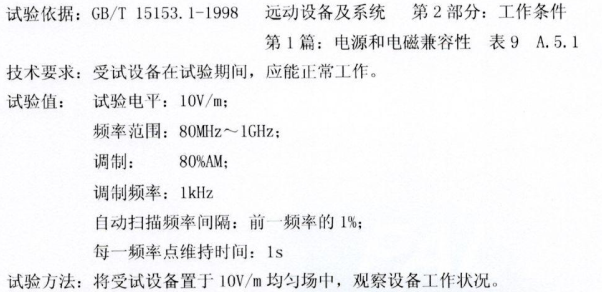 试验依据：GB/T 15153.1-1998 远动设备及系统 第2部分：工作条件
第1篇：电源和电磁兼容性 表9 A.5.1
技术要求：受试设备在试验期间，应能正常工作。
试验值： 试验电平：10V/m；
频率范围：80MHz～1GHz；
调制： 80%AM；
调制频率：1kHz
自动扫描频率间隔：前一频率的1%；
每一频率点维持时间：1s
试验方法：将受试设备置于10V/m均匀场中，观察设备工作状况。